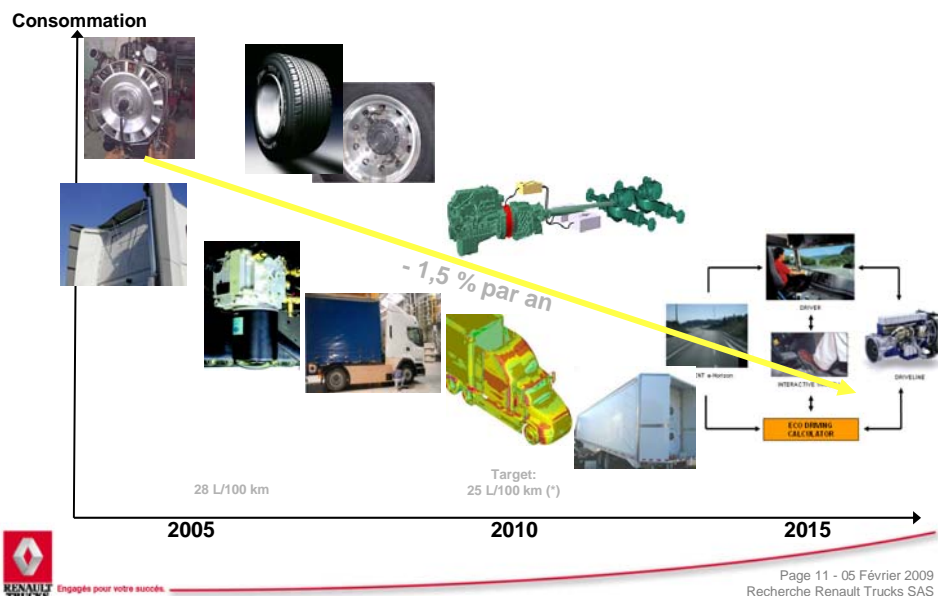 Consommation
- 1,5 % par an
DRIVER
DRIVELINE
ECO DRIVING
CALCULATOR
28 L/100 km
Target:
25 L/100 km (*)
2005
2010
2015
RENAULT
TRUCKS
Engagés pour votre succès.
Page 11 - 05 Février 2009
Recherche Renault Trucks SAS